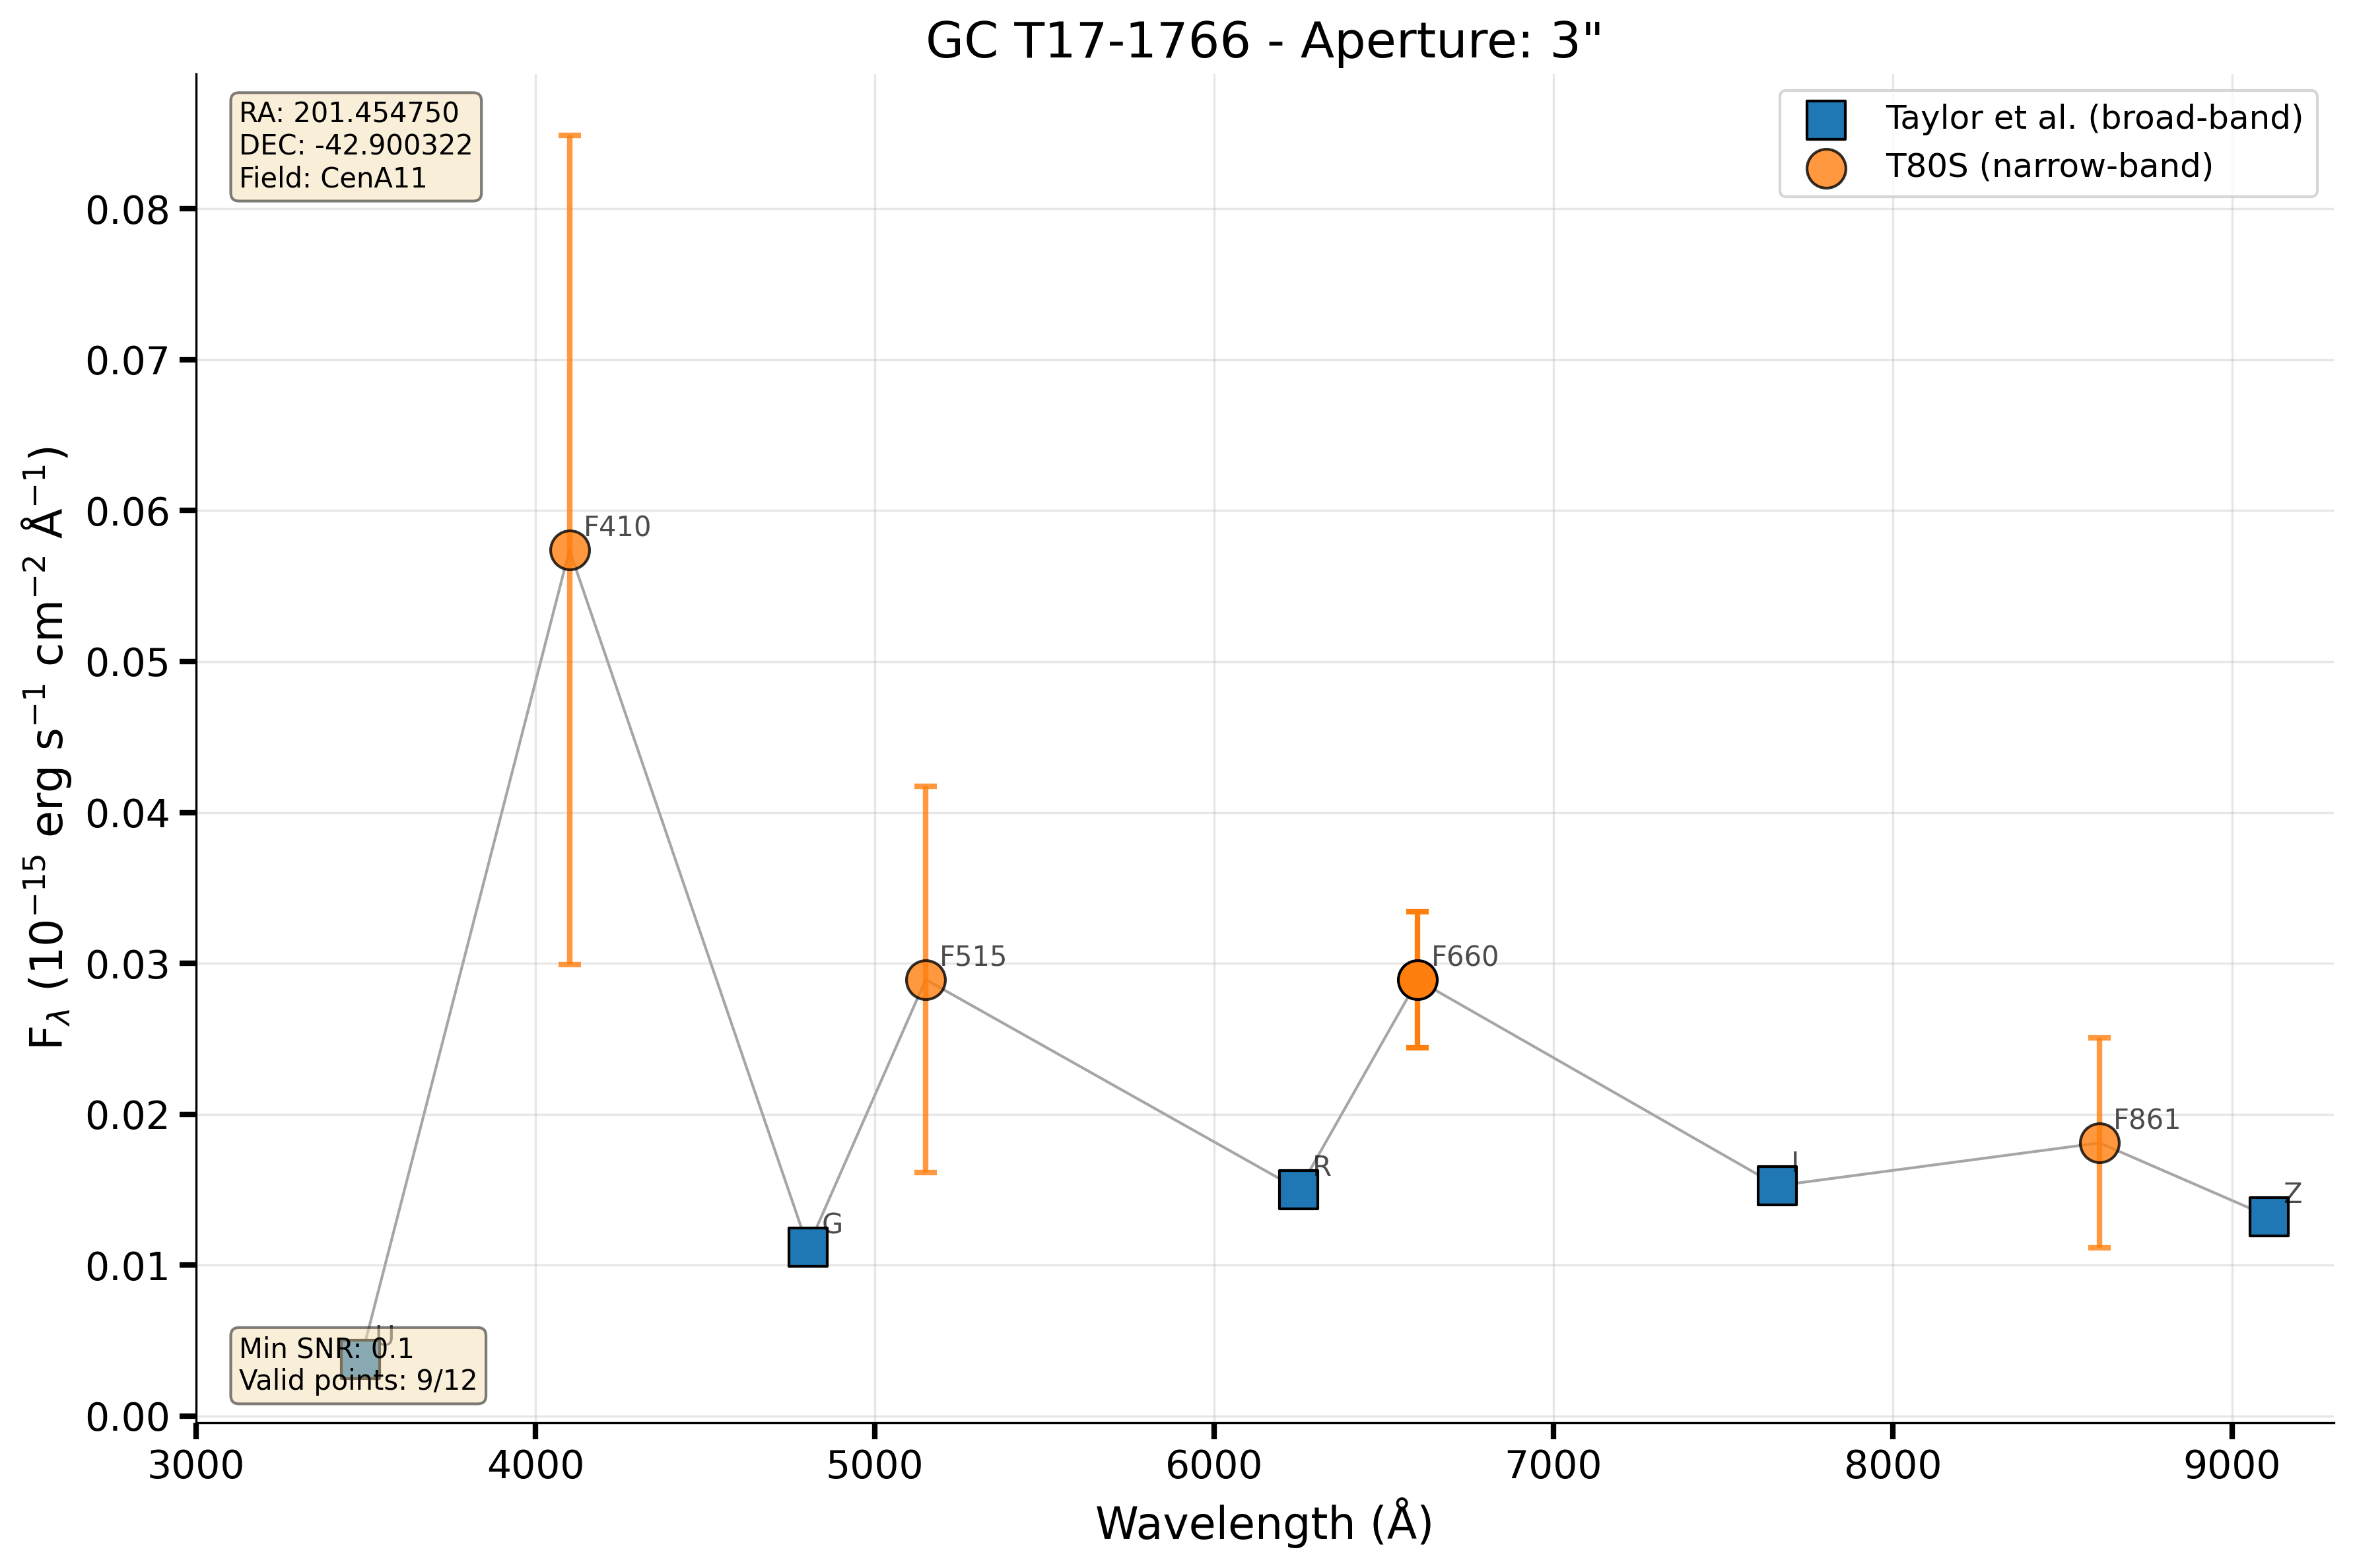 GC T17-1766 - Aperture: 3"
RA: 201.454750
DEC: -42.900322
Field: CenA11
Taylor et al. (broad-band)
T80S (narrow-band)
F$_{λ}$ (10$^{−15}$ erg s$^{−1}$ cm$^{−2}$ Å$^{−1}$)
0.08
0.07
0.06
0.05
0.04
0.03
0.02
0.01
0.00
F410
F515
F660
F861
R
I
Z
G
U
Min SNR: 0.1
Valid points: 9/12
3000 4000 5000 6000 7000 8000 9000
Wavelength (Å)